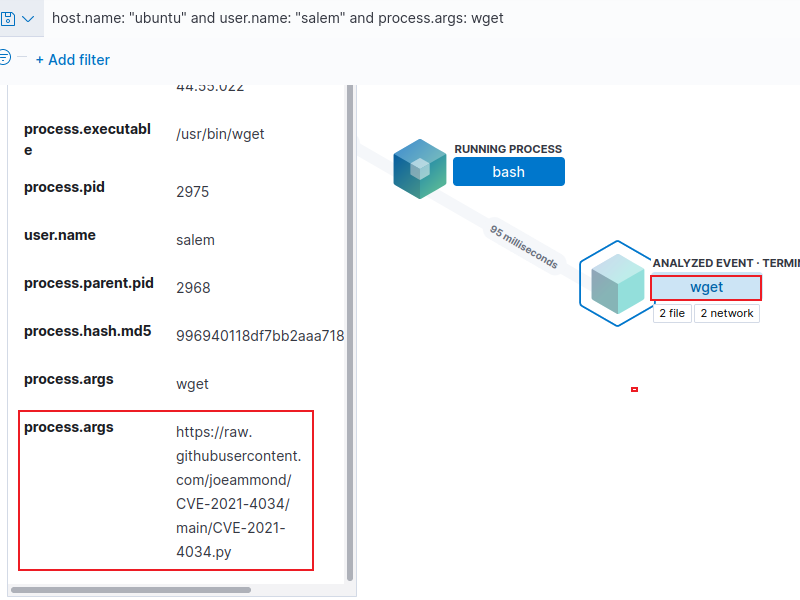 host.name: "ubuntu" and user.name: "salem" and process.args: wget
+ Add filter
44:55.022
process.executabl
e
/usr/bin/wget
process.pid
2975
user.name
salem
process.parent.pid
2968
process.hash.md5
996940118df7bb2aaa718
process.args
wget
process.args
https://raw.
githubusercontent.
com/joeammond/
CVE-2021-4034/
main/CVE-2021-
4034.py
RUNNING PROCESS
bash
95 milliseconds
ANALYZED EVENT · TERMIN
wget
2 file
2 network